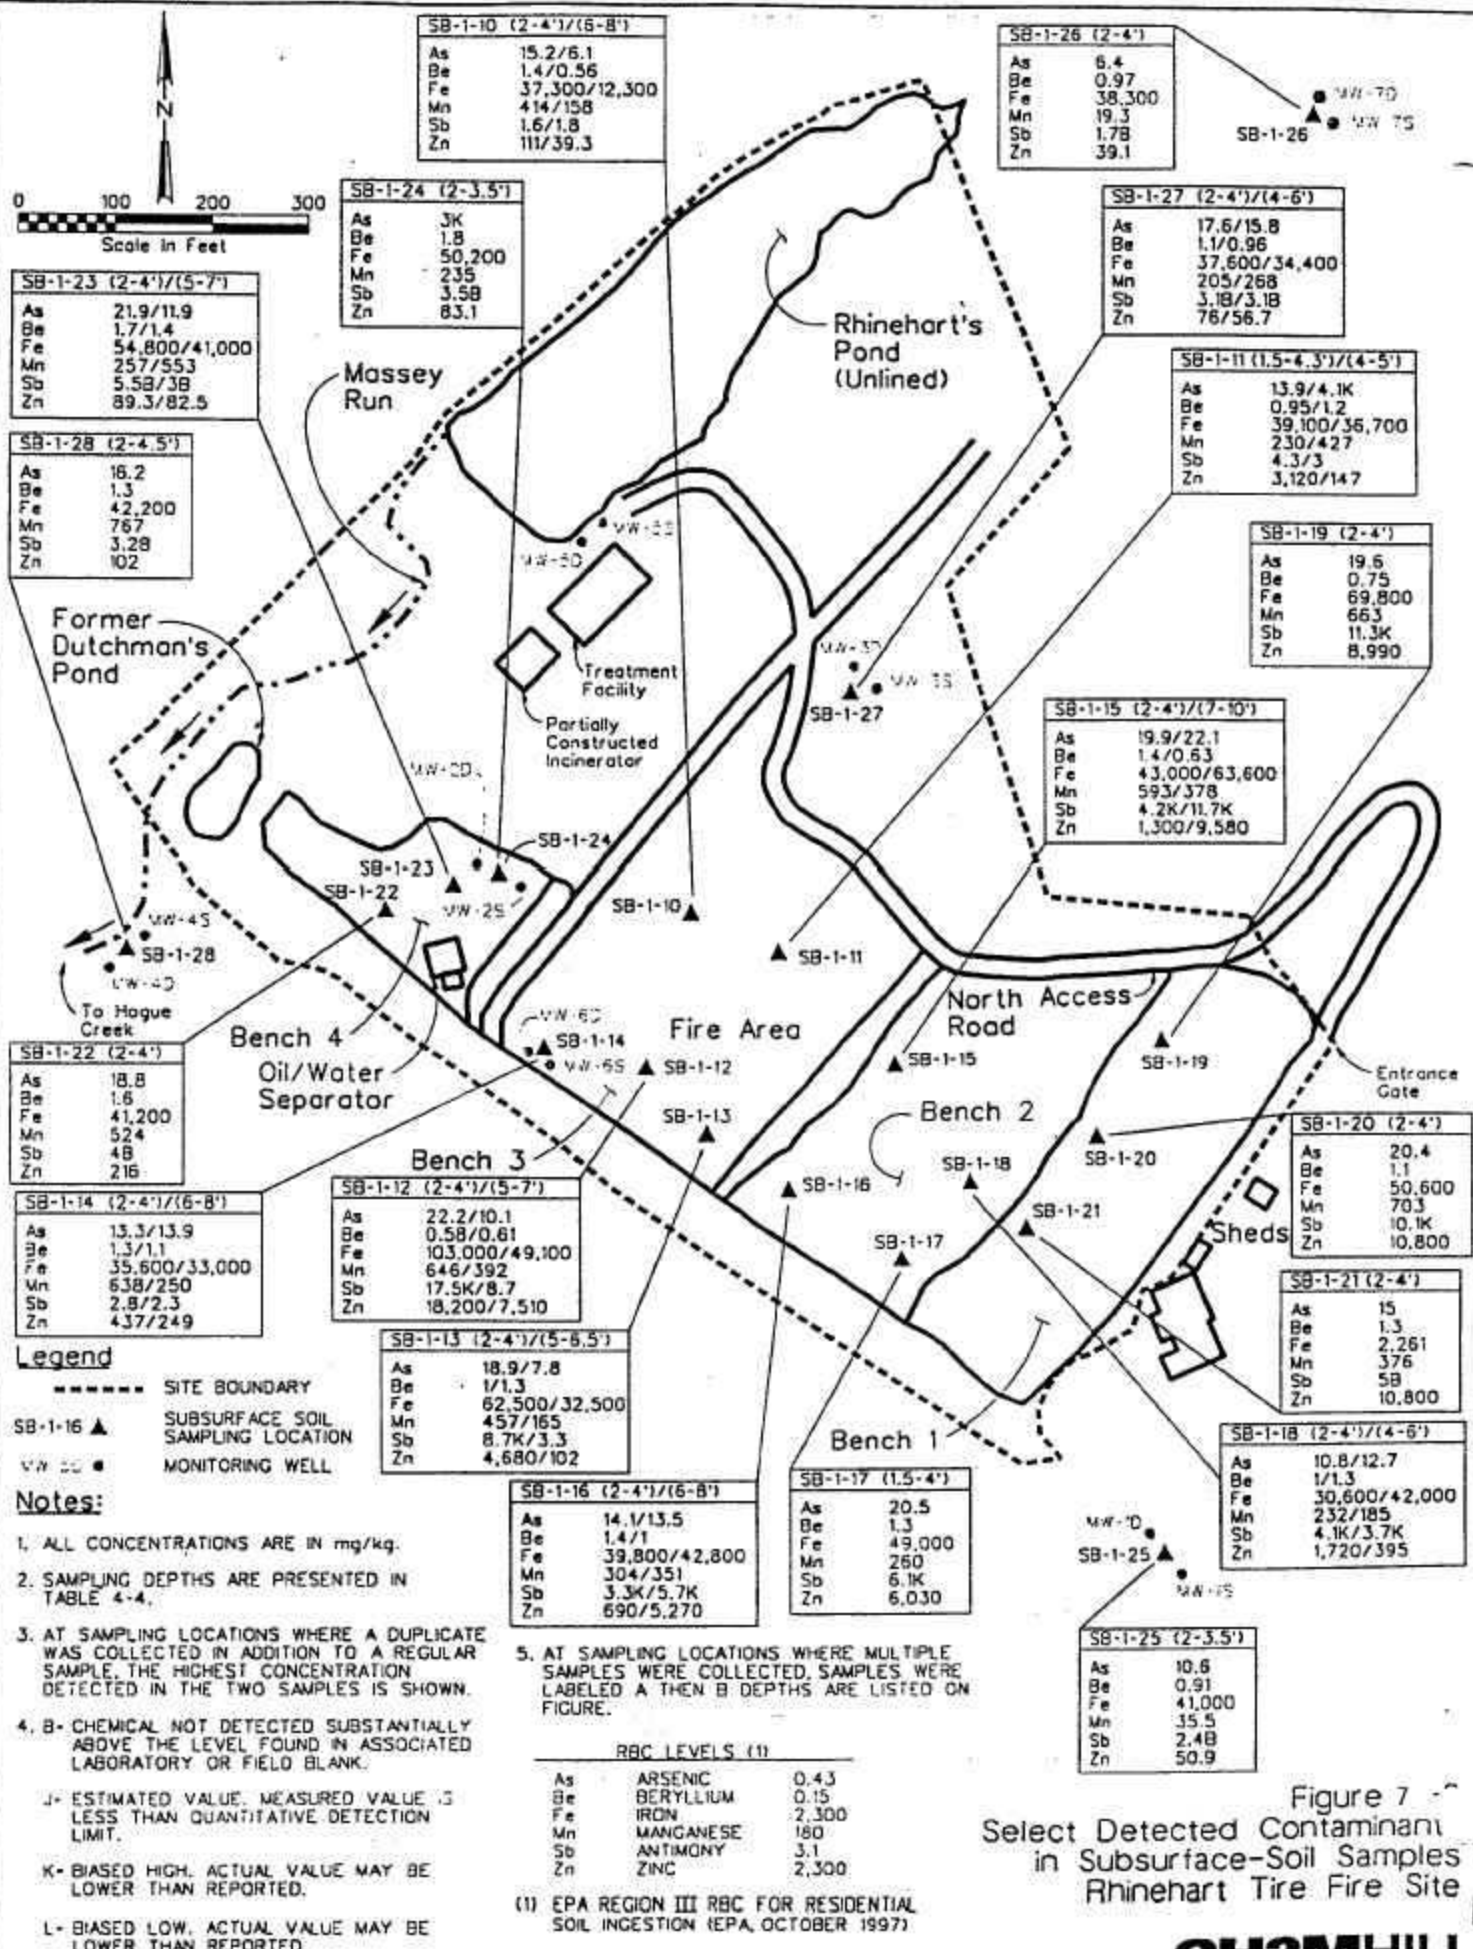 SB-1-10 (2-4')/(6-8')
As 15.2/6.1
Be 1.4/0.56
Fe 37,300/12,300
Mn 414/158
Sb 1.6/1.8
Zn 111/39.3
SB-1-26 (2-4')
As 6.4
Be 0.97
Fe 38,300
Mn 19.3
Sb 1.7B
Zn 39.1
MW-7D
SB-1-26
MW-7S
N
0 100 200 300
Scale in Feet
SB-1-24 (2-3.5')
As 3K
Be 1.8
Fe 50,200
Mn 235
Sb 3.5B
Zn 83.1
SB-1-27 (2-4')/(4-6')
As 17.6/15.8
Be 1.1/0.96
Fe 37,600/34,400
Mn 205/268
Sb 3.1B/3.1B
Zn 76/56.7
SB-1-23 (2-4')/(5-7')
As 21.9/11.9
Be 1.7/1.4
Fe 54,800/41,000
Mn 257/553
Sb 5.5B/3B
Zn 89.3/82.5
Rhinehart's
Pond
(Unlined)
Massey
Run
SB-1-11 (1.5-4.3')/(4-5')
As 13.9/4.1K
Be 0.95/1.2
Fe 39,100/36,700
Mn 230/427
Sb 4.3/3
Zn 3,120/147
SB-1-28 (2-4.5')
As 16.2
Be 1.3
Fe 42,200
Mn 767
Sb 3.2B
Zn 102
SB-1-19 (2-4')
As 19.6
Be 0.75
Fe 69,800
Mn 663
Sb 11.3K
Zn 8,990
MW-5S
MW-5D
Former
Dutchman's
Pond
Treatment
Facility
Partially
Constructed
Incinerator
MW-3D
MW-3S
SB-1-27
SB-1-15 (2-4')/(7-10')
As 19.9/22.1
Be 1.4/0.63
Fe 43,000/63,600
Mn 593/378
Sb 4.2K/11.7K
Zn 1,300/9,580
MW-2D
SB-1-24
SB-1-23
SB-1-22
MW-2S
SB-1-10
MW-4S
SB-1-28
MW-4D
To Hogue
Creek
SB-1-11
North Access
Road
Bench 4
Oil/Water
Separator
MW-6D
SB-1-14
MW-6S
Fire Area
SB-1-12
SB-1-15
SB-1-19
Entrance
Gate
SB-1-22 (2-4')
As 18.8
Be 1.6
Fe 41,200
Mn 524
Sb 4B
Zn 216
SB-1-13
Bench 3
Bench 2
SB-1-20
SB-1-18
SB-1-16
SB-1-21
SB-1-17
Sheds
SB-1-20 (2-4')
As 20.4
Be 1.1
Fe 50,600
Mn 703
Sb 10.1K
Zn 10,800
SB-1-14 (2-4')/(6-8')
As 13.3/13.9
Be 1.3/1.1
Fe 35,600/33,000
Mn 638/250
Sb 2.8/2.3
Zn 437/249
SB-1-12 (2-4')/(5-7')
As 22.2/10.1
Be 0.58/0.61
Fe 103,000/49,100
Mn 646/392
Sb 17.5K/8.7
Zn 18,200/7,510
SB-1-21 (2-4')
As 15
Be 1.3
Fe 2,261
Mn 376
Sb 5B
Zn 10,800
SB-1-13 (2-4')/(5-6.5')
As 18.9/7.8
Be 1/1.3
Fe 62,500/32,500
Mn 457/165
Sb 8.7K/3.3
Zn 4,680/102
Bench 1
SB-1-18 (2-4')/(4-6')
As 10.8/12.7
Be 1/1.3
Fe 30,600/42,000
Mn 232/185
Sb 4.1K/3.7K
Zn 1,720/395
SB-1-16 (2-4')/(6-8')
As 14.1/13.5
Be 1.4/1
Fe 39,800/42,800
Mn 304/351
Sb 3.3K/5.7K
Zn 690/5,270
SB-1-17 (1.5-4')
As 20.5
Be 1.3
Fe 49,000
Mn 260
Sb 6.1K
Zn 6,030
SB-1-25
SB-1-25 (2-3.5')
As 10.6
Be 0.91
Fe 41,000
Mn 35.5
Sb 2.4B
Zn 50.9
Legend
SITE BOUNDARY
SB-1-16 SUBSURFACE SOIL
SAMPLING LOCATION
MONITORING WELL
Notes:
1. ALL CONCENTRATIONS ARE IN mg/kg.
2. SAMPLING DEPTHS ARE PRESENTED IN
TABLE 4-4.
3. AT SAMPLING LOCATIONS WHERE A DUPLICATE
WAS COLLECTED IN ADDITION TO A REGULAR
SAMPLE, THE HIGHEST CONCENTRATION
DETECTED IN THE TWO SAMPLES IS SHOWN.
4. B- CHEMICAL NOT DETECTED SUBSTANTIALLY
ABOVE THE LEVEL FOUND IN ASSOCIATED
LABORATORY OR FIELD BLANK.
J- ESTIMATED VALUE. MEASURED VALUE IS
LESS THAN QUANTITATIVE DETECTION
LIMIT.
K- BIASED HIGH. ACTUAL VALUE MAY BE
LOWER THAN REPORTED.
L- BIASED LOW. ACTUAL VALUE MAY BE
LOWER THAN REPORTED
5. AT SAMPLING LOCATIONS WHERE MULTIPLE
SAMPLES WERE COLLECTED, SAMPLES WERE
LABELED A THEN B DEPTHS ARE LISTED ON
FIGURE.
RBC LEVELS (1)
As ARSENIC 0.43
Be BERYLLIUM 0.15
Fe IRON 2,300
Mn MANGANESE 180
Sb ANTIMONY 3.1
Zn ZINC 2,300
(1) EPA REGION III RBC FOR RESIDENTIAL
SOIL INGESTION (EPA, OCTOBER 1997)
Figure 7
Select Detected Contaminant
in Subsurface-Soil Samples
Rhinehart Tire Fire Site
CH2MHILL